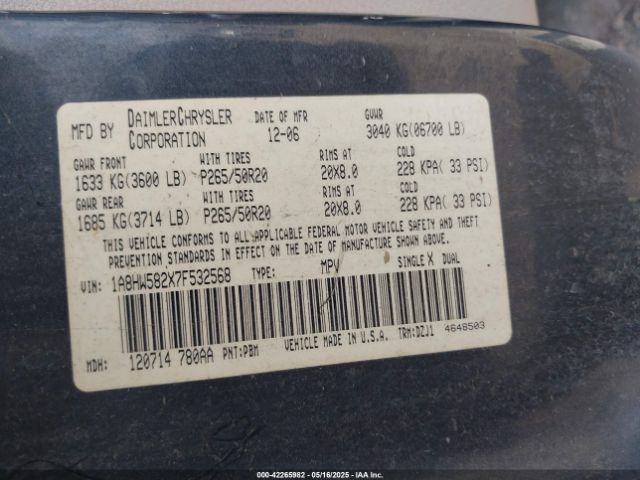 MFD BY DAIMLERCHRYSLER CORPORATION DATE OF MFR 12-06 GVWR 3040 KG(06700 LB)
GAWR FRONT WITH TIRES RIMS AT COLD
1633 KG(3600 LB) P265/50R20 20X8.0 228 KPA( 33 PSI)
GAWR REAR WITH TIRES RIMS AT COLD
1685 KG(3714 LB) P265/50R20 20X8.0 228 KPA( 33 PSI)
THIS VEHICLE CONFORMS TO ALL APPLICABLE FEDERAL MOTOR VEHICLE SAFETY AND THEFT
PREVENTION STANDARDS IN EFFECT ON THE DATE OF MANUFACTURE SHOWN ABOVE.
VIN: 1A8HW582X7F532568 TYPE: MPV SINGLE X DUAL
MDH: 120714 780AA PNT:PBM VEHICLE MADE IN U.S.A. TRM:DZJ1 4648503
000-42265982 - 05/16/2025 - IAA Inc.